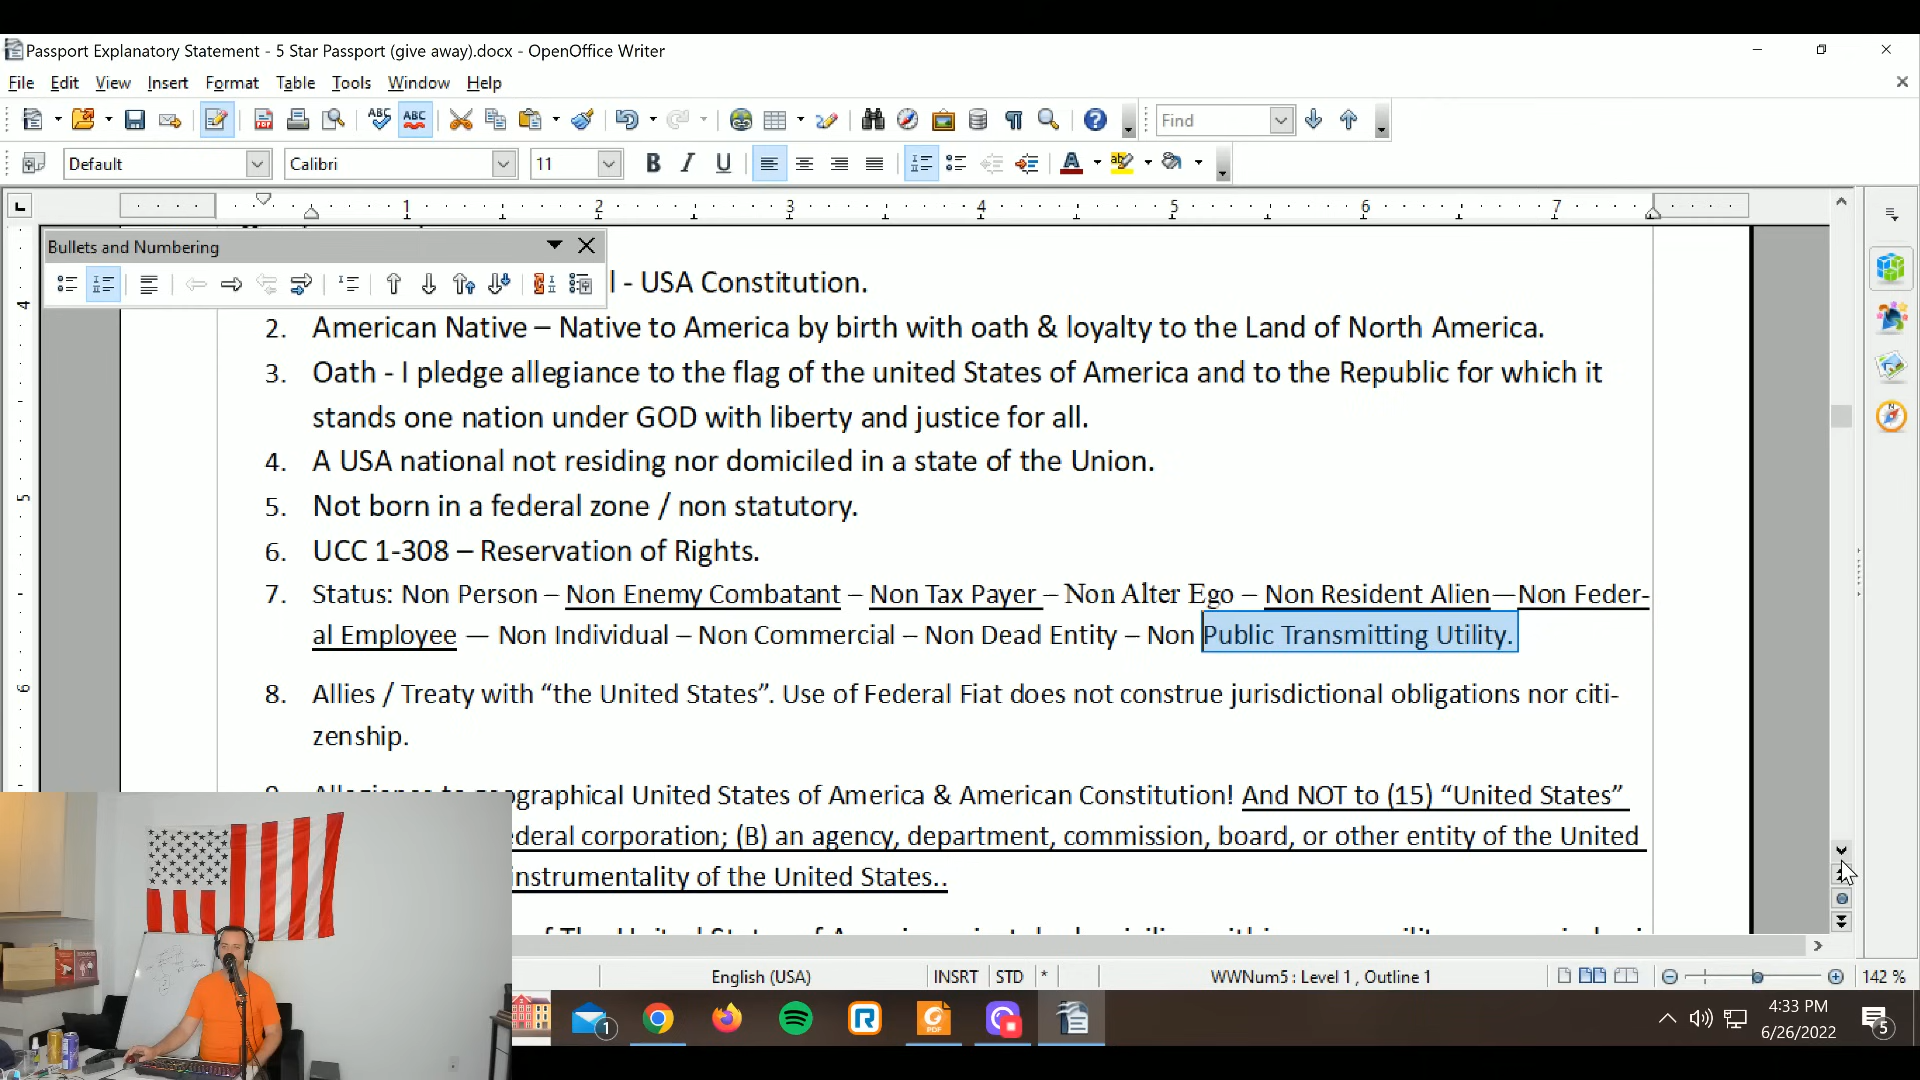 Passport Explanatory Statement - 5 Star Passport (give away).docx - OpenOffice Writer
File Edit View Insert Format Table Tools Window Help
Find
Default Calibri 11
1 2 3 4 5 6 7
Bullets and Numbering
l - USA Constitution.
2. American Native – Native to America by birth with oath & loyalty to the Land of North America.
3. Oath - I pledge allegiance to the flag of the united States of America and to the Republic for which it
stands one nation under GOD with liberty and justice for all.
4. A USA national not residing nor domiciled in a state of the Union.
5. Not born in a federal zone / non statutory.
6. UCC 1-308 – Reservation of Rights.
7. Status: Non Person – Non Enemy Combatant – Non Tax Payer – Non Alter Ego – Non Resident Alien—Non Feder-
al Employee — Non Individual – Non Commercial – Non Dead Entity – Non Public Transmitting Utility.
8. Allies / Treaty with “the United States”. Use of Federal Fiat does not construe jurisdictional obligations nor citi-
zenship.
ographical United States of America & American Constitution! And NOT to (15) “United States”
ederal corporation; (B) an agency, department, commission, board, or other entity of the United
instrumentality of the United States..
English (USA) INSRT STD * WWNum5 : Level 1 , Outline 1 142 %
4:33 PM
6/26/2022